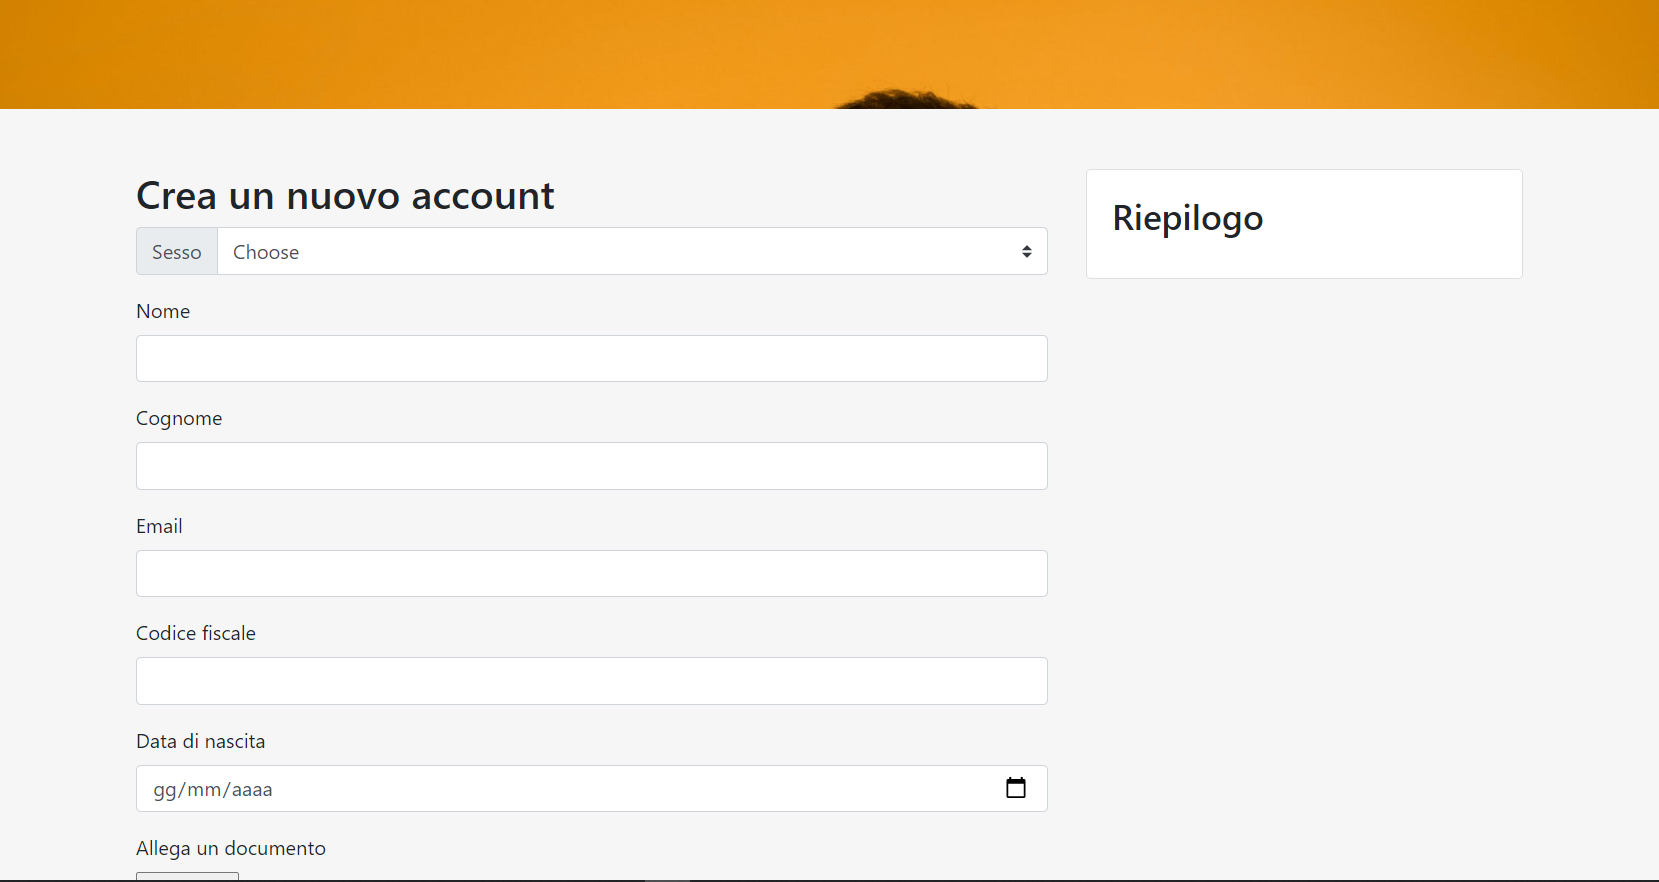 Crea un nuovo account
Sesso Choose
Nome
Cognome
Email
Codice fiscale
Data di nascita
gg/mm/aaaa
Allega un documento
Riepilogo